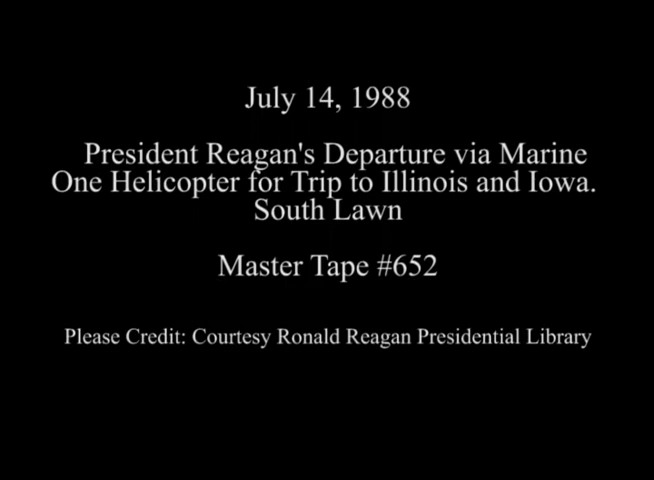 July 14, 1988
President Reagan's Departure via Marine
One Helicopter for Trip to Illinois and Iowa.
South Lawn
Master Tape #652
Please Credit: Courtesy Ronald Reagan Presidential Library